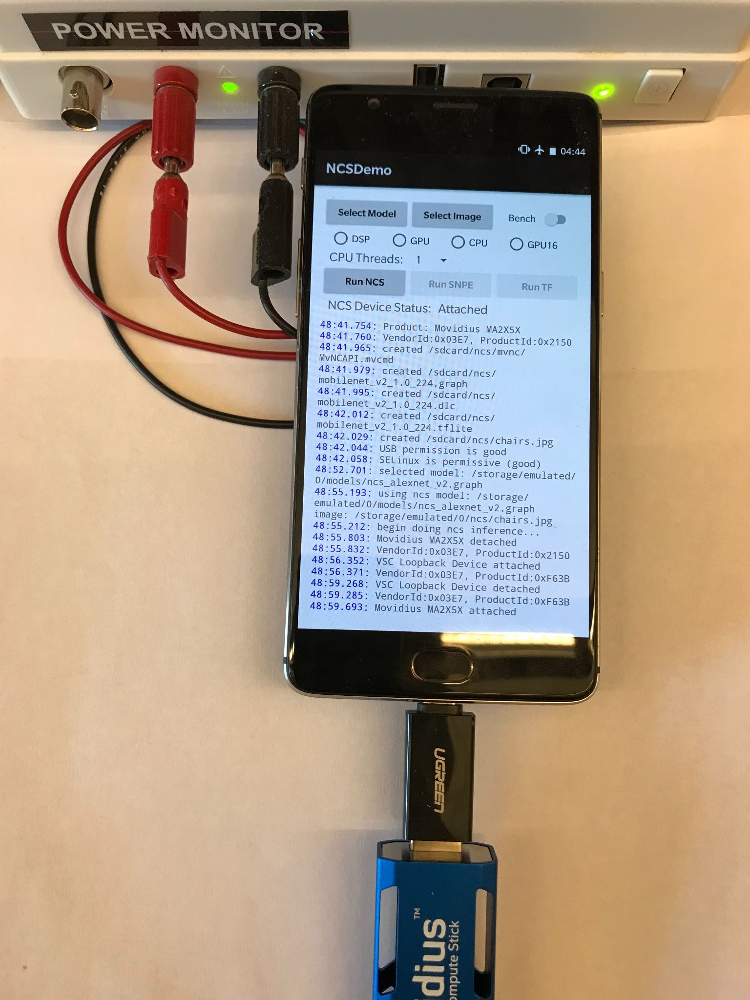 POWER MONITOR
04:44
NCSDemo
Select Model Select Image Bench
DSP GPU CPU GPU16
CPU Threads: 1
Run NCS Run SNPE Run TF
NCS Device Status: Attached
48:41.754: Product: Movidius MA2X5X
48:41.760: VendorId:0x03E7, ProductId:0x2150
48:41.965: created /sdcard/ncs/mvnc/
MvNCAPI.mvcmd
48:41.979: created /sdcard/ncs/
mobilenet_v2_1.0_224.graph
48:41.995: created /sdcard/ncs/
mobilenet_v2_1.0_224.dlc
48:42.012: created /sdcard/ncs/
mobilenet_v2_1.0_224.tflite
48:42.029: created /sdcard/ncs/chairs.jpg
48:42.044: USB permission is good
48:42.058: SELinux is permissive (good)
48:52.701: selected model: /storage/emulated/
0/models/ncs_alexnet_v2.graph
48:55.193: using ncs model: /storage/
emulated/0/models/ncs_alexnet_v2.graph
image: /storage/emulated/0/ncs/chairs.jpg
48:55.212: begin doing ncs inference...
48:55.803: Movidius MA2X5X detached
48:55.832: VendorId:0x03E7, ProductId:0x2150
48:56.352: VSC Loopback Device attached
48:56.371: VendorId:0x03E7, ProductId:0xF63B
48:59.268: VSC Loopback Device detached
48:59.285: VendorId:0x03E7, ProductId:0xF63B
48:59.693: Movidius MA2X5X attached
UGREEN
dius™
ompute Stick